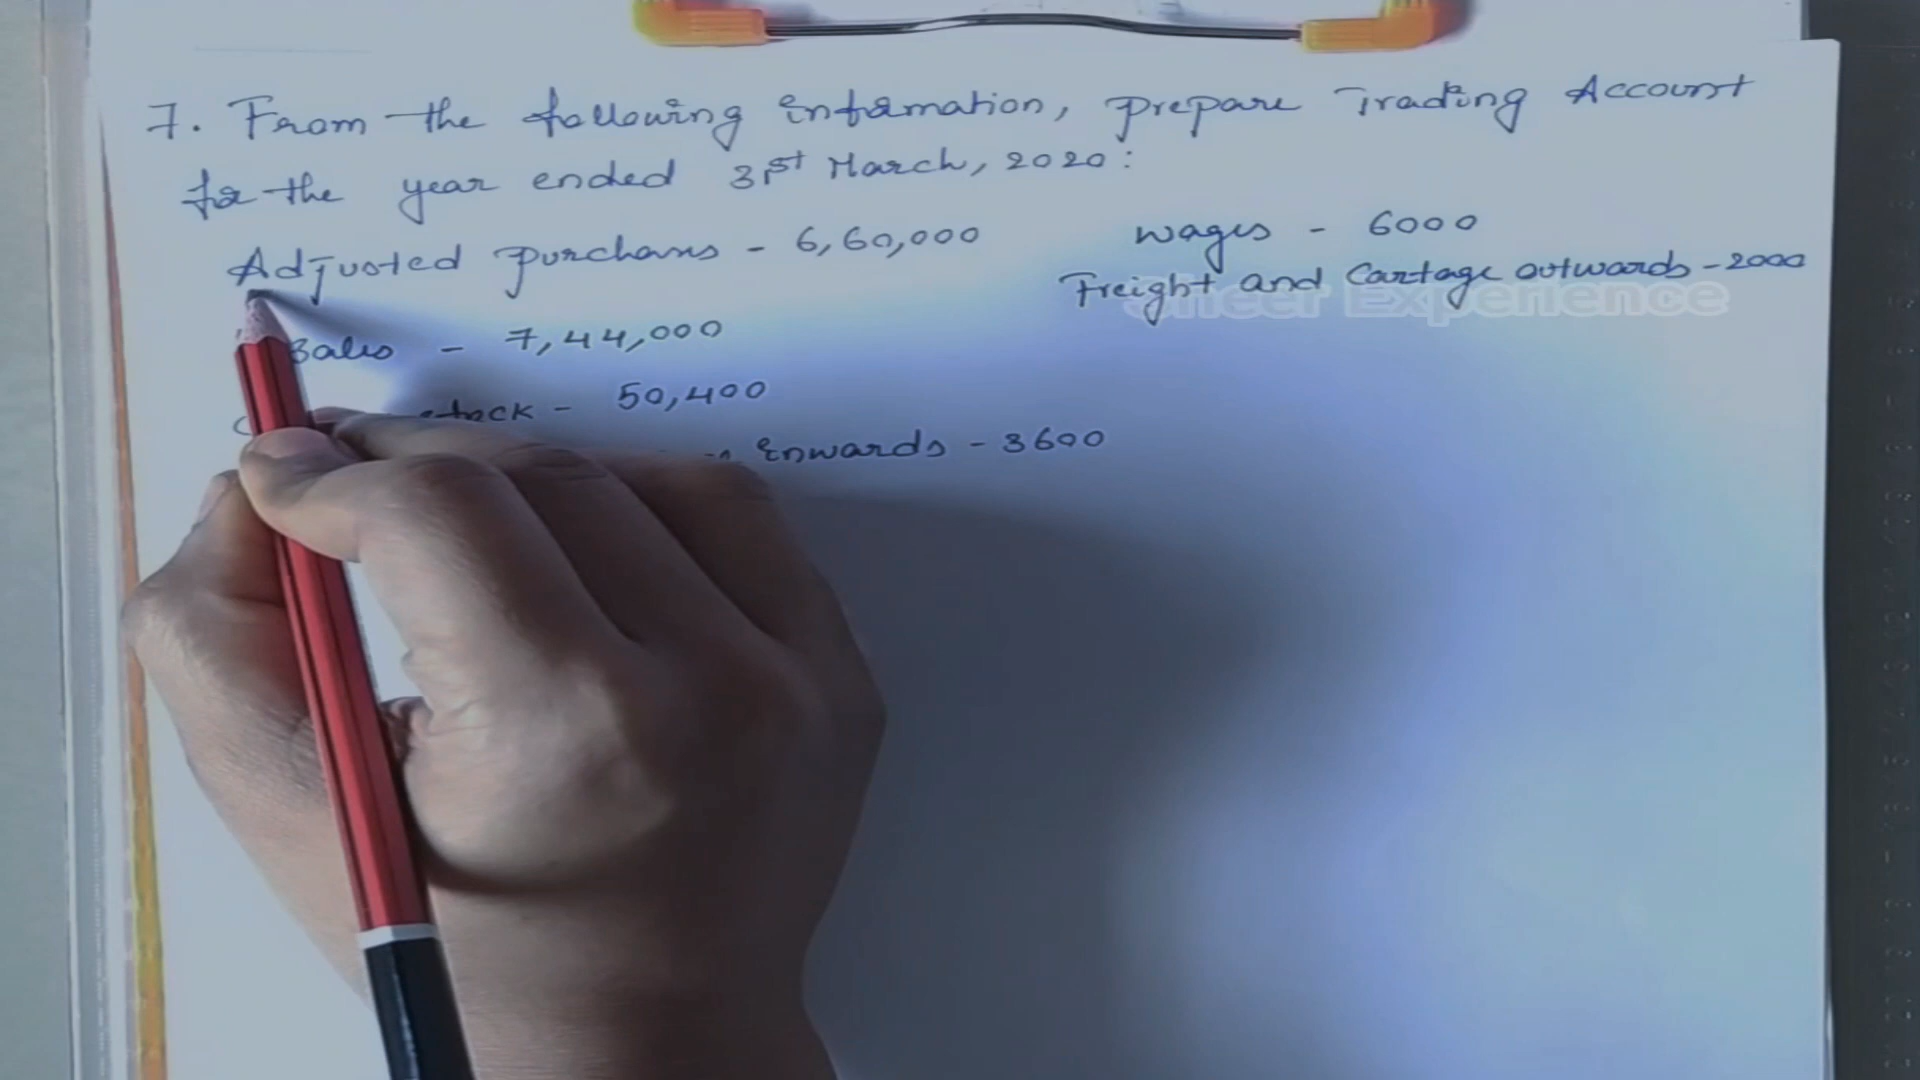 7. From the following information, prepare Trading Account
for the year ended 31st March, 2020:
Adjusted purchases - 6,60,000
wages - 6000
Freight and Cartage outwards - 2000
Sales - 7,44,000
stock - 50,400
inwards - 3600
Experience